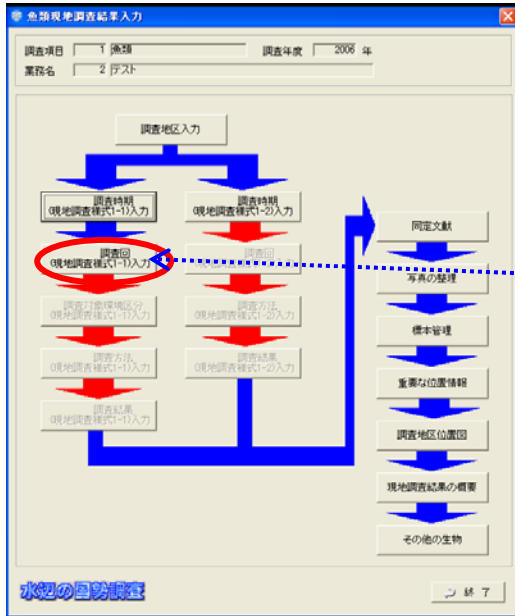 魚類現地調査結果入力
調査項目 1 魚類 調査年度 2006 年
業務名 2 テスト
調査地区入力
調査時期
(現地調査様式1-1)入力
調査時期
(現地調査様式1-2)入力
調査回
(現地調査様式1-1)入力
調査回
(現地調査様式1-2)入力
調査対象環境区分
(現地調査様式1-1)入力
調査方法
(現地調査様式1-2)入力
調査方法
(現地調査様式1-1)入力
調査結果
(現地調査様式1-2)入力
調査結果
(現地調査様式1-1)入力
同定文献
写真の整理
標本管理
重要な位置情報
調査地区位置図
現地調査結果の概要
その他の生物
水辺の国勢調査
終了